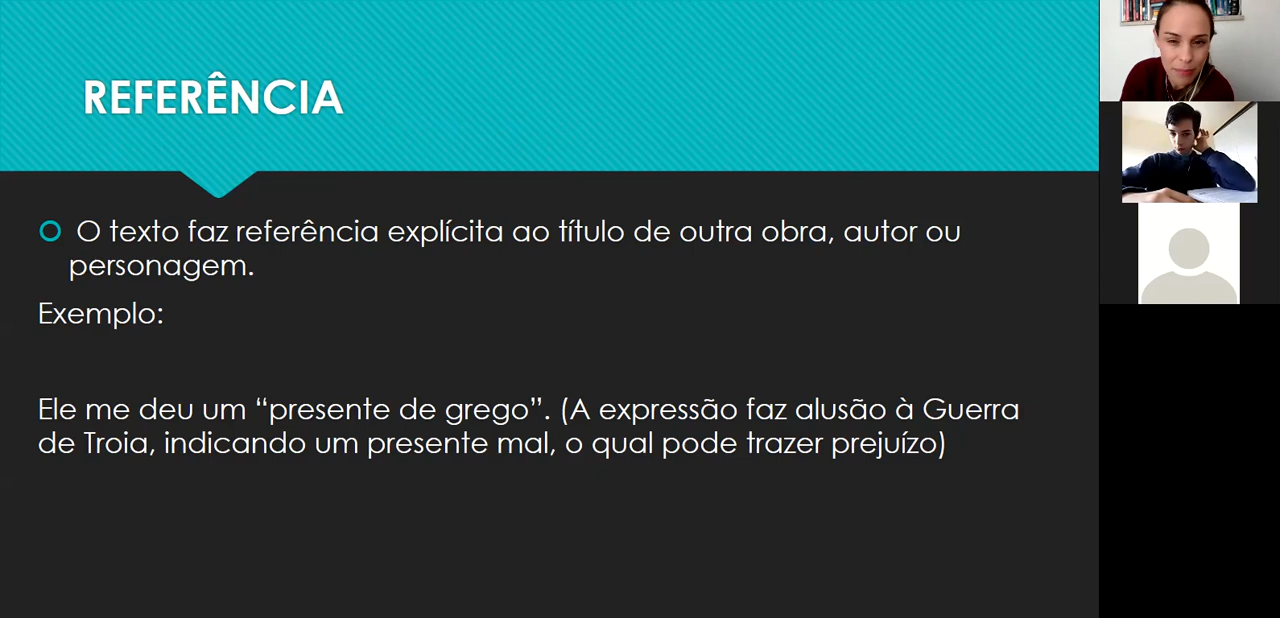 REFERÊNCIA
O texto faz referência explícita ao título de outra obra, autor ou
personagem.
Exemplo:
Ele me deu um “presente de grego”. (A expressão faz alusão à Guerra
de Troia, indicando um presente mal, o qual pode trazer prejuízo)